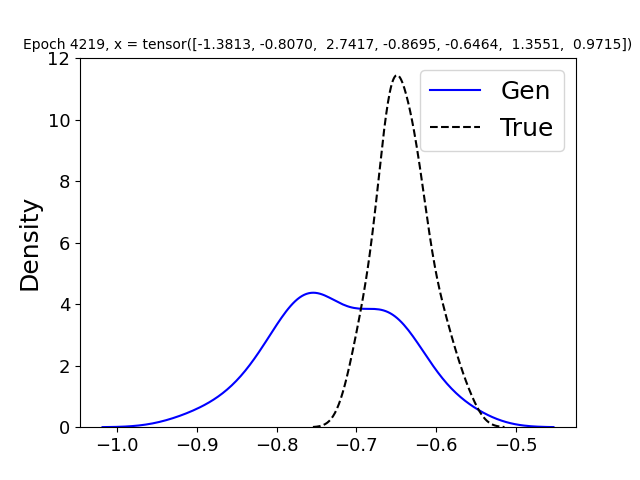 Epoch 4219, x = tensor([-1.3813, -0.8070,  2.7417, -0.8695, -0.6464,  1.3551,  0.9715])
12
10
8
6
4
2
0
Density
Gen
True
−1.0 −0.9 −0.8 −0.7 −0.6 −0.5